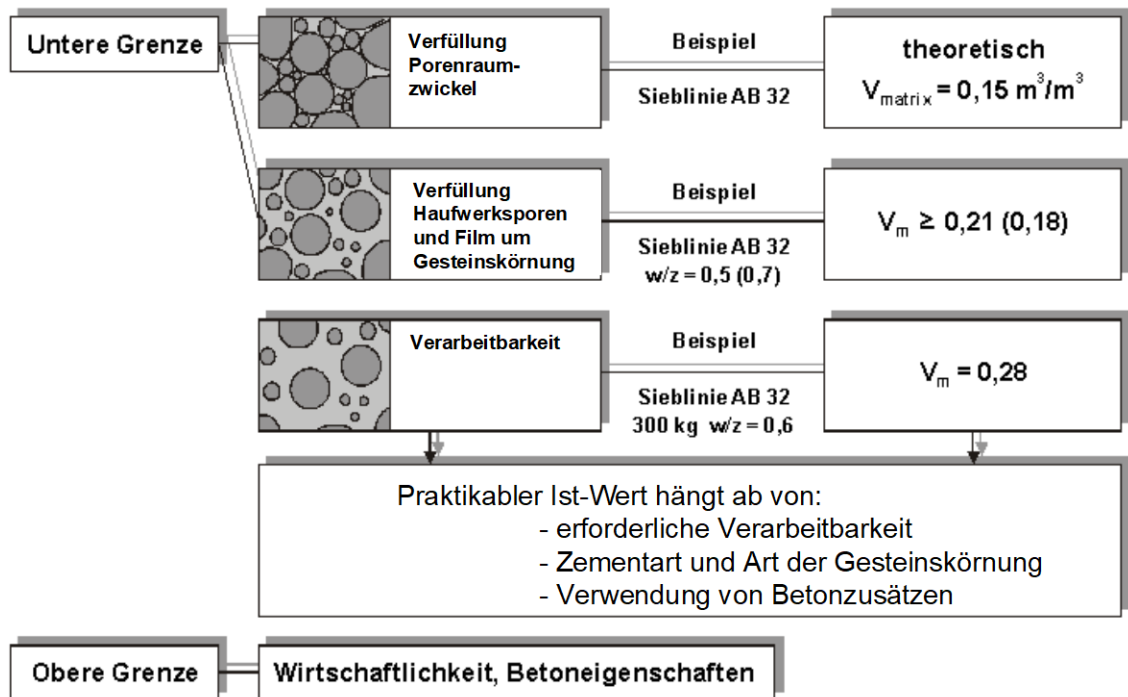 Untere Grenze
Verfüllung
Porenraum-
zwickel
Beispiel
Sieblinie AB 32
theoretisch
V_matrix = 0,15 m³/m³
Verfüllung
Haufwerksporen
und Film um
Gesteinskörnung
Beispiel
Sieblinie AB 32
w/z = 0,5 (0,7)
V_m ≥ 0,21 (0,18)
Verarbeitbarkeit
Beispiel
Sieblinie AB 32
300 kg w/z = 0,6
V_m = 0,28
Praktikabler Ist-Wert hängt ab von:
- erforderliche Verarbeitbarkeit
- Zementart und Art der Gesteinskörnung
- Verwendung von Betonzusätzen
Obere Grenze
Wirtschaftlichkeit, Betoneigenschaften